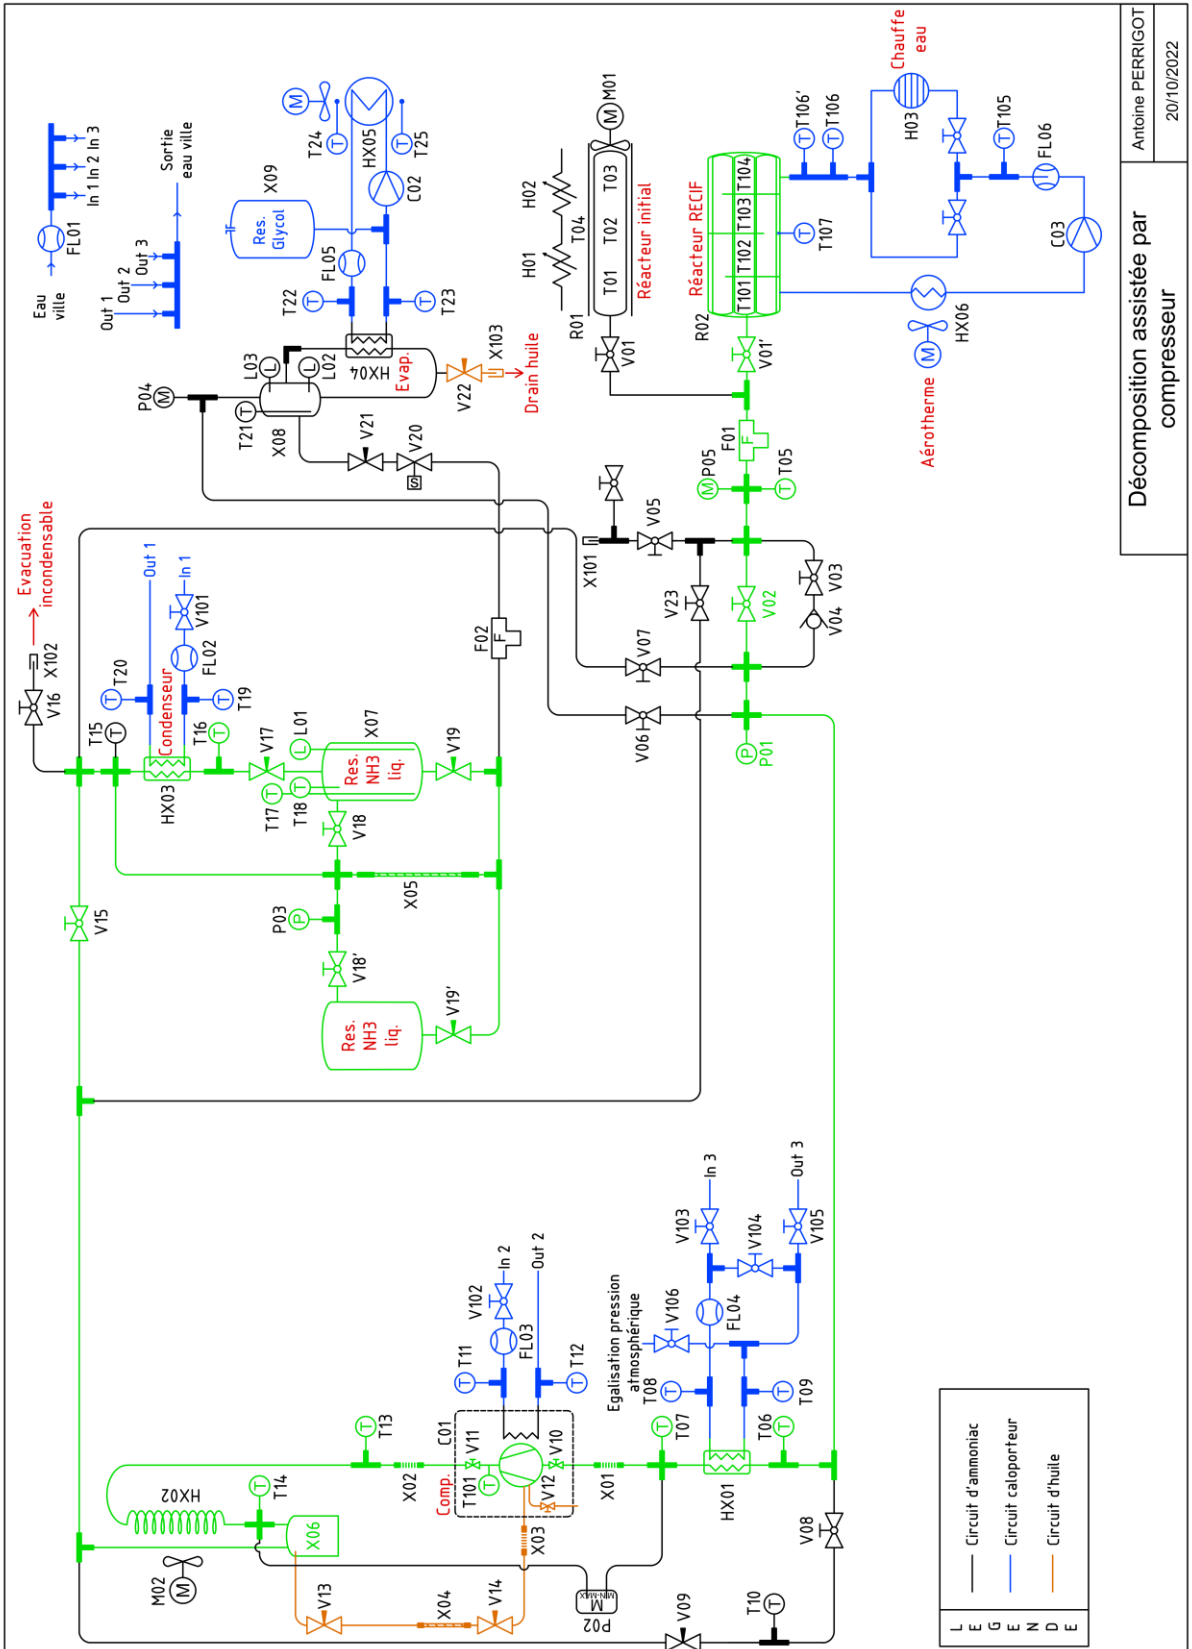 Eau
ville
FL01
In 1
In 2
In 3
Out 1
Out 2
Out 3
Sortie
eau ville
X09
Res.
Glycol
M
T24
T
HX05
T25
T
C02
FL05
T22
T
T23
T
P04
M
L03
L
L02
L
T21
T
X08
HX04
Evap.
V22
X103
Drain huile
V21
V20
S
H01
H02
T04
R01
T01
T02
T03
M
M01
Réacteur initial
V01
Réacteur RECIF
R02
T101
T102
T103
T104
V01'
T
T106'
T
T106
T
T107
H03
Chauffe
eau
T
T105
FL06
C03
HX06
M
Aérotherme
F01
F
M
P05
T
T05
X101
V05
V23
V02
V03
V04
V07
V06
P
P01
Evacuation
incondensable
X102
V16
Out 1
In 1
V101
FL02
T
T20
T
T19
Condenseur
T15
T
T16
T
HX03
V17
L
L01
X07
Res.
NH3
liq.
T17
T
T18
T
V18
V19
F02
F
X05
P03
P
V18'
V19'
Res.
NH3
liq.
V15
In 2
Out 2
V102
FL03
T11
T
T12
T
T13
T
C01
Comp.
X02
V11
T101
T
V10
V12
X01
X03
HX02
T14
T
X06
M02
M
V13
X04
V14
P02
M
MIN-MAX
V09
T10
T
V08
Egalisation pression
atmosphérique
V106
V103
In 3
V104
Out 3
V105
FL04
T08
T
T09
T
T07
T
T06
T
HX01
LEGENDE
Circuit d'ammoniac
Circuit caloporteur
Circuit d'huile
Décomposition assistée par
compresseur
Antoine PERRIGOT
20/10/2022